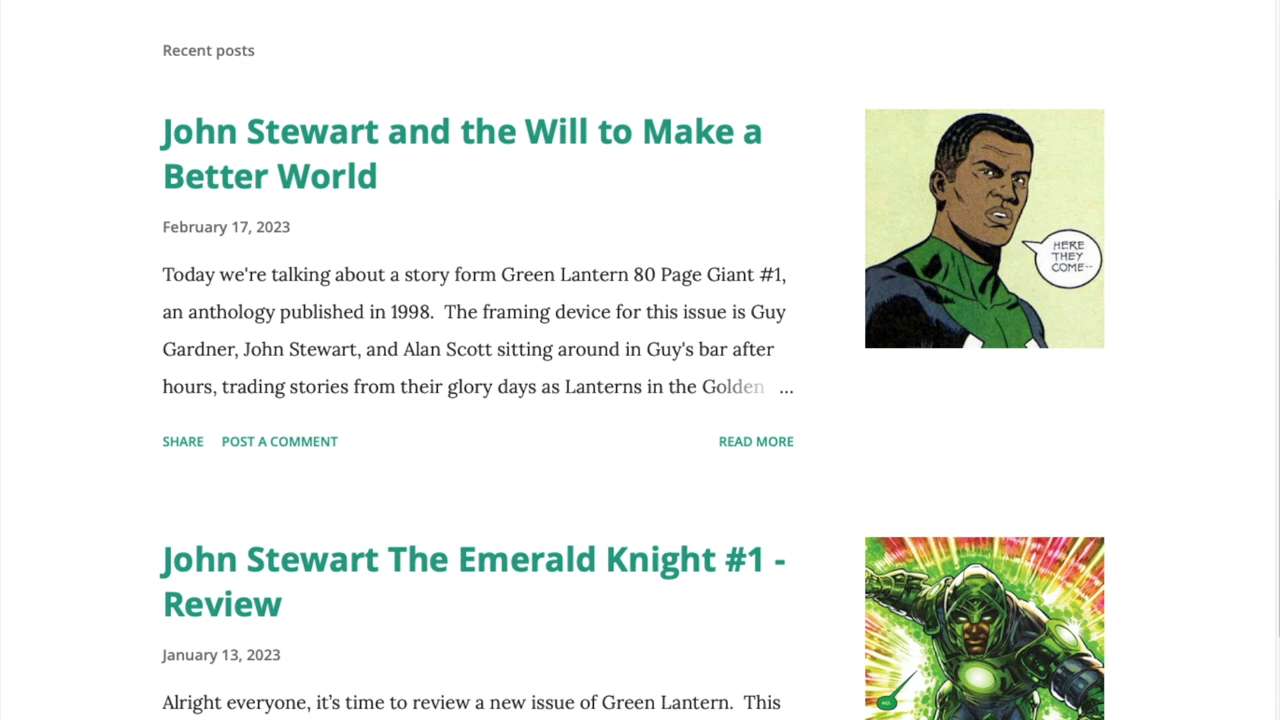 Recent posts
John Stewart and the Will to Make a
Better World
February 17, 2023
Today we're talking about a story form Green Lantern 80 Page Giant #1,
an anthology published in 1998.  The framing device for this issue is Guy
Gardner, John Stewart, and Alan Scott sitting around in Guy's bar after
hours, trading stories from their glory days as Lanterns in the Golden ...
SHARE POST A COMMENT READ MORE
HERE
THEY
COME--
John Stewart The Emerald Knight #1 -
Review
January 13, 2023
Alright everyone, it’s time to review a new issue of Green Lantern.  This